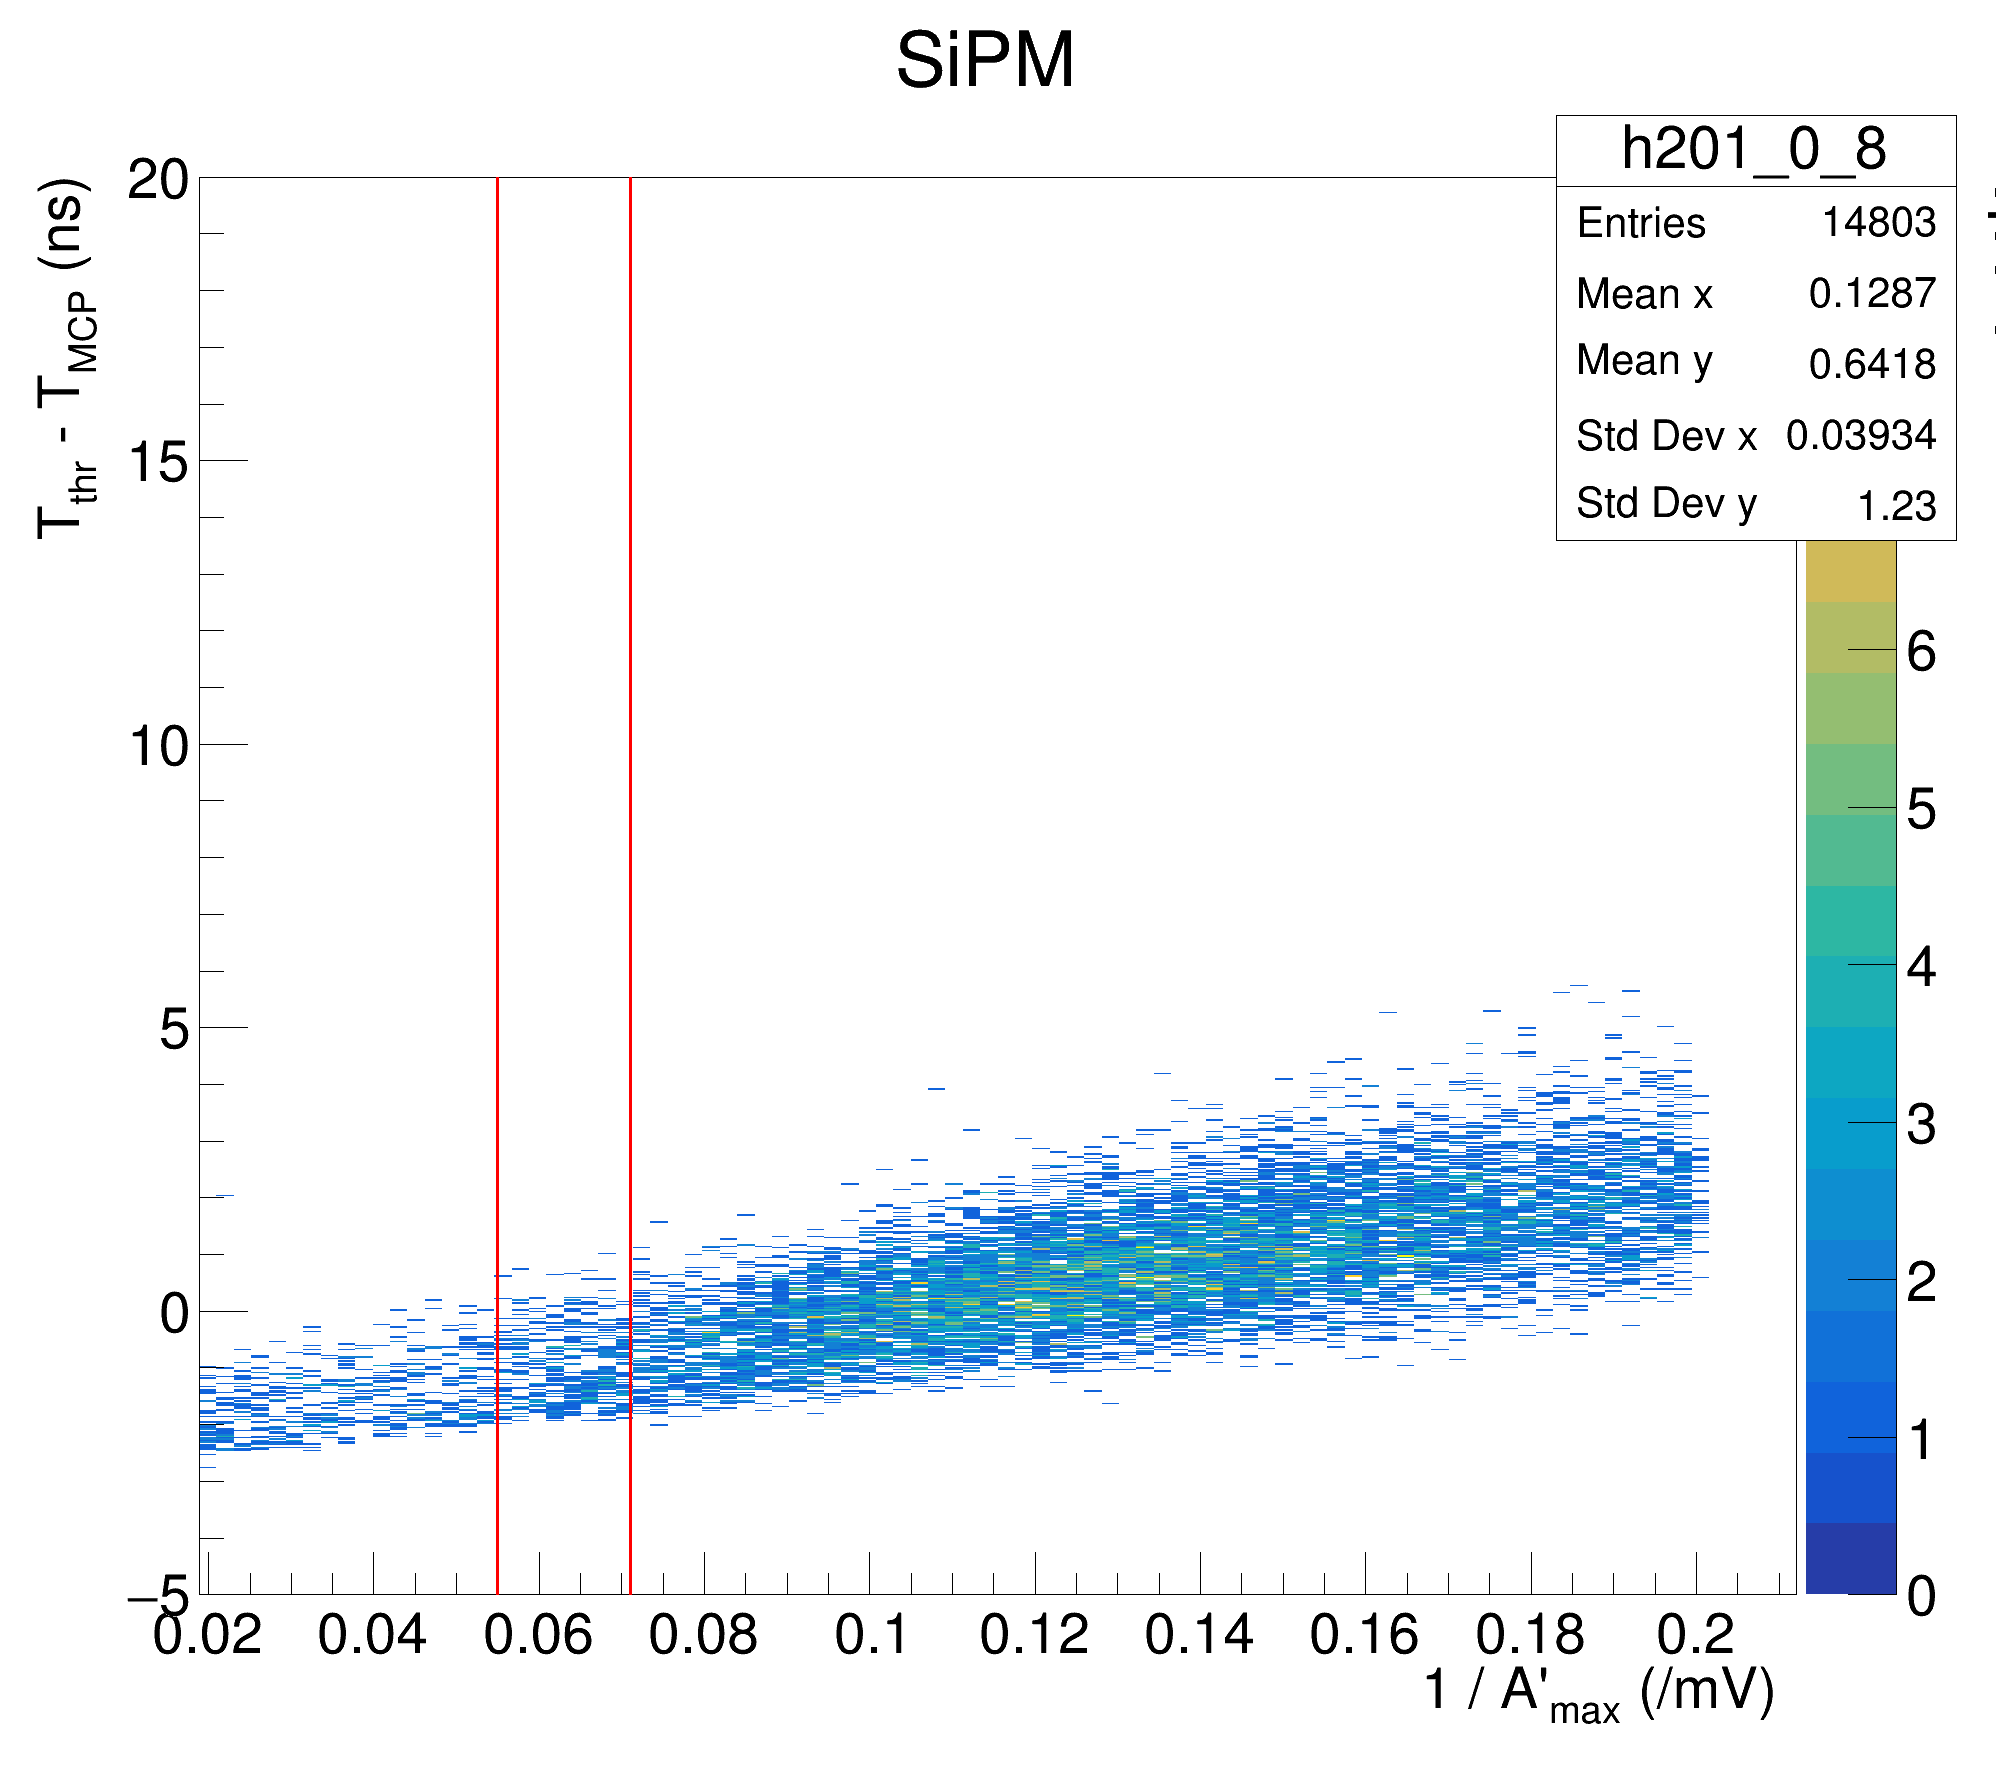 SiPM
h201_0_8
Entries 14803
Mean x 0.1287
Mean y 0.6418
Std Dev x 0.03934
Std Dev y 1.23
T_thr - T_MCP (ns)
20
15
10
5
0
−5
6
5
4
3
2
1
0
0.02 0.04 0.06 0.08 0.1 0.12 0.14 0.16 0.18 0.2
1 / A'_max (/mV)